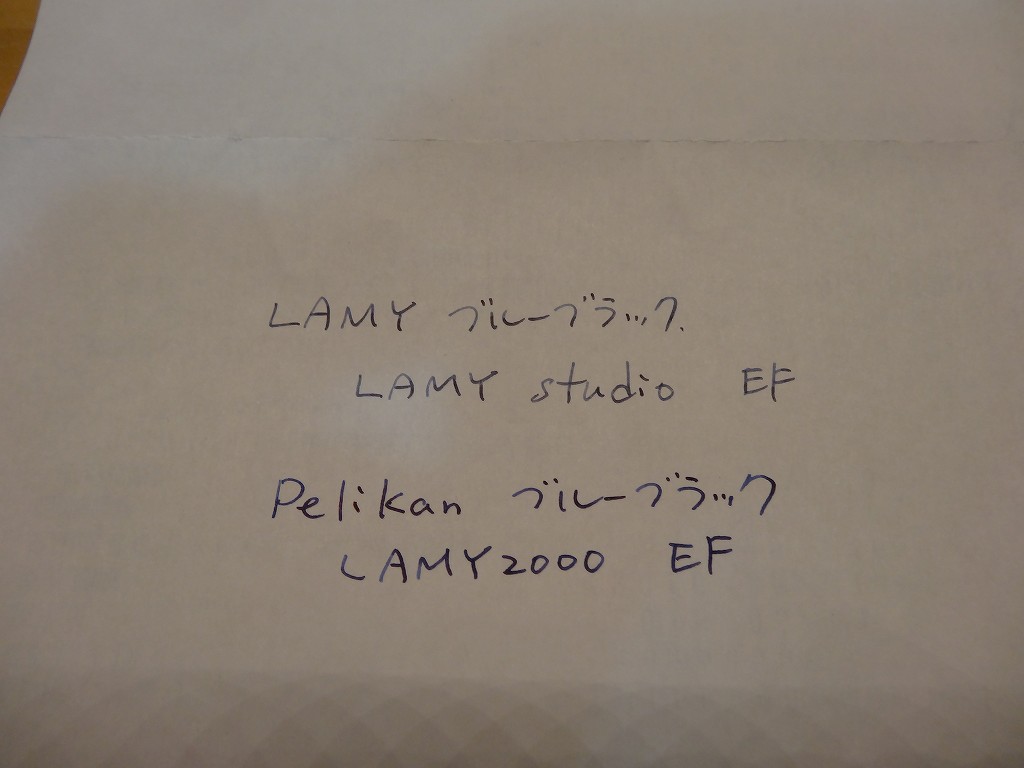 LAMY ブルーブラック.
LAMY studio EF
Pelikan ブルーブラック
LAMY2000 EF